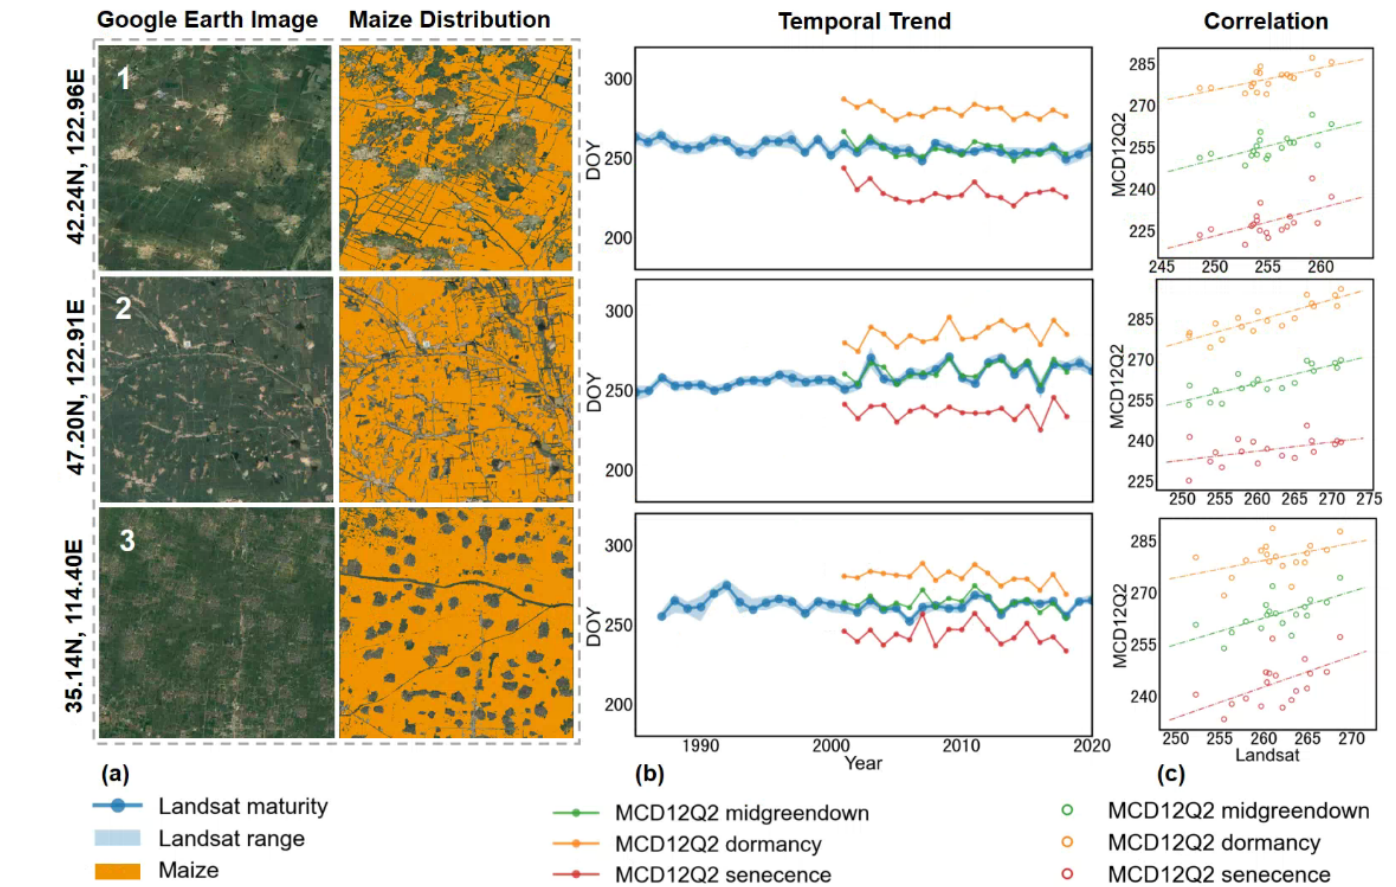 Google Earth Image Maize Distribution Temporal Trend Correlation
42.24N, 122.96E
1
DOY
300
250
200
MCD12Q2
285
270
255
240
225
245 250 255 260
47.20N, 122.91E
2
DOY
300
250
200
MCD12Q2
285
270
255
240
225
250 255 260 265 270 275
35.14N, 114.40E
3
DOY
300
250
200
1990 2000 2010 2020
Year
MCD12Q2
285
270
255
240
250 255 260 265 270
Landsat
(a) (b) (c)
Landsat maturity
Landsat range
Maize
MCD12Q2 midgreendown
MCD12Q2 dormancy
MCD12Q2 senecence
MCD12Q2 midgreendown
MCD12Q2 dormancy
MCD12Q2 senecence